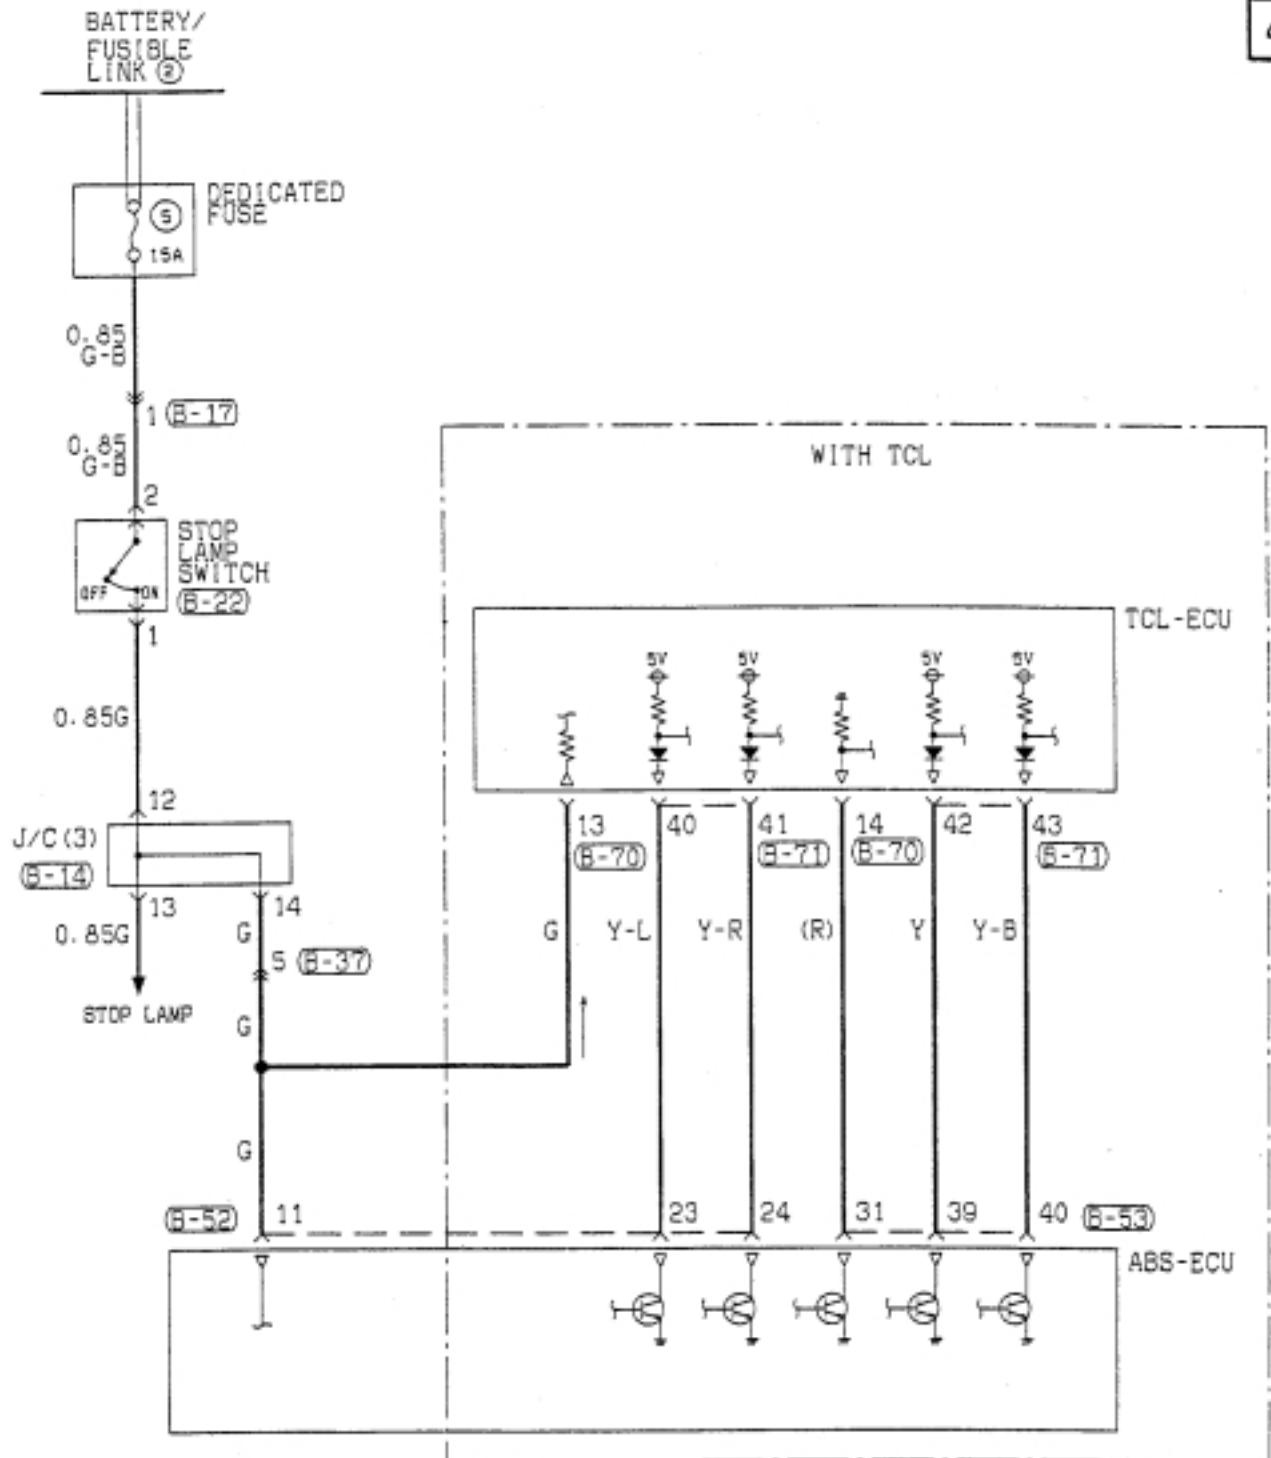 BATTERY/
FUSIBLE
LINK ②
DEDICATED
FUSE
⑤
15A
0.85
G-B
1 (B-17)
0.85
G-B
2
STOP
LAMP
SWITCH
OFF ON
(B-22)
1
0.85G
12
J/C(3)
(B-14)
13 14
0.85G
G
5 (B-37)
STOP LAMP
G
G
(B-52) 11
WITH TCL
TCL-ECU
5V 5V 5V 5V
13 40 41 14 42 43
(B-70) (B-71) (B-70) (B-71)
G Y-L Y-R (R) Y Y-B
23 24 31 39 40 (B-53)
ABS-ECU